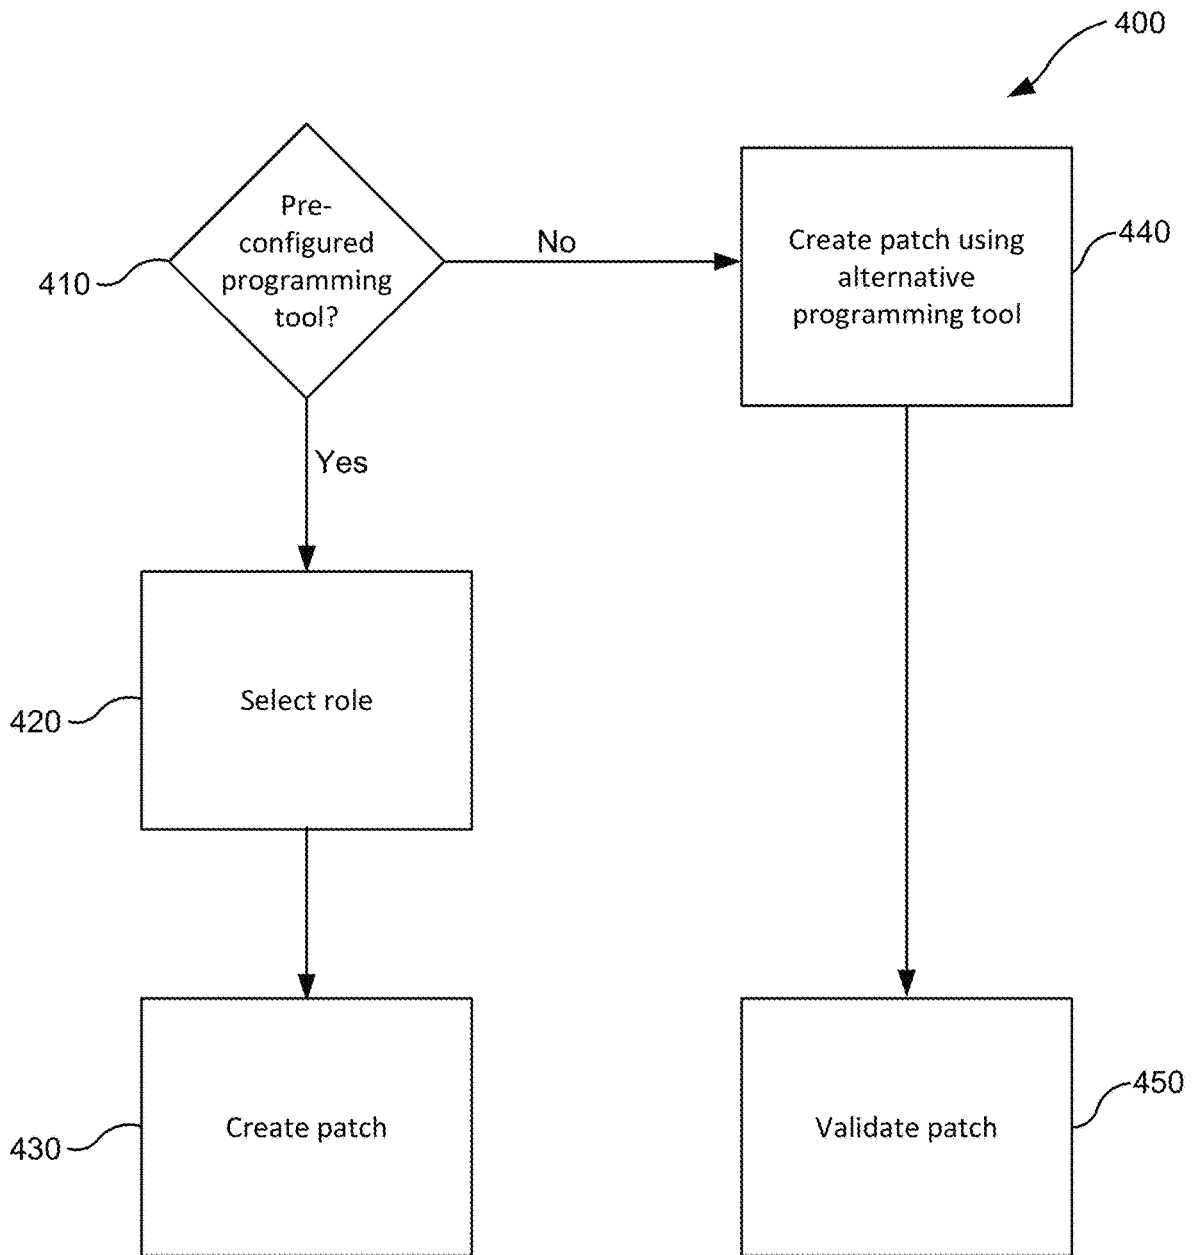 400
Pre-
configured
programming
tool?
410
No
Create patch using
alternative
programming tool
440
Yes
Select role
420
Create patch
430
Validate patch
450